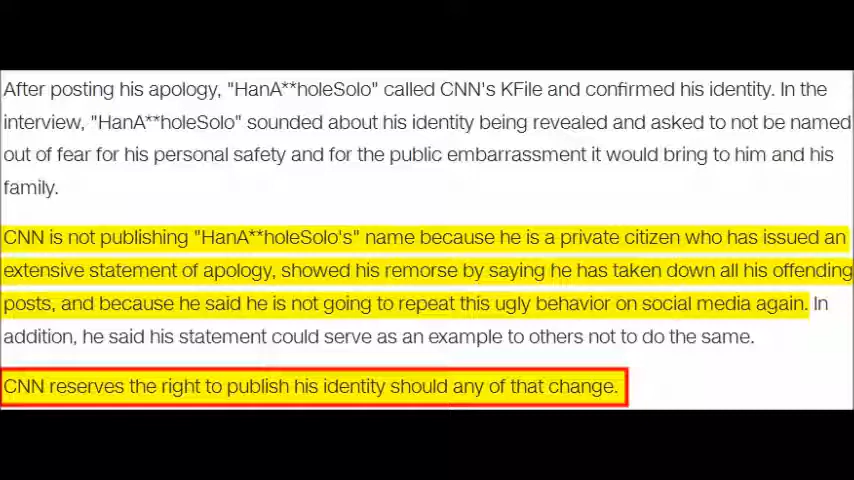 After posting his apology, "HanA**holeSolo" called CNN's KFile and confirmed his identity. In the
interview, "HanA**holeSolo" sounded about his identity being revealed and asked to not be named
out of fear for his personal safety and for the public embarrassment it would bring to him and his
family.
CNN is not publishing "HanA**holeSolo's" name because he is a private citizen who has issued an
extensive statement of apology, showed his remorse by saying he has taken down all his offending
posts, and because he said he is not going to repeat this ugly behavior on social media again. In
addition, he said his statement could serve as an example to others not to do the same.
CNN reserves the right to publish his identity should any of that change.